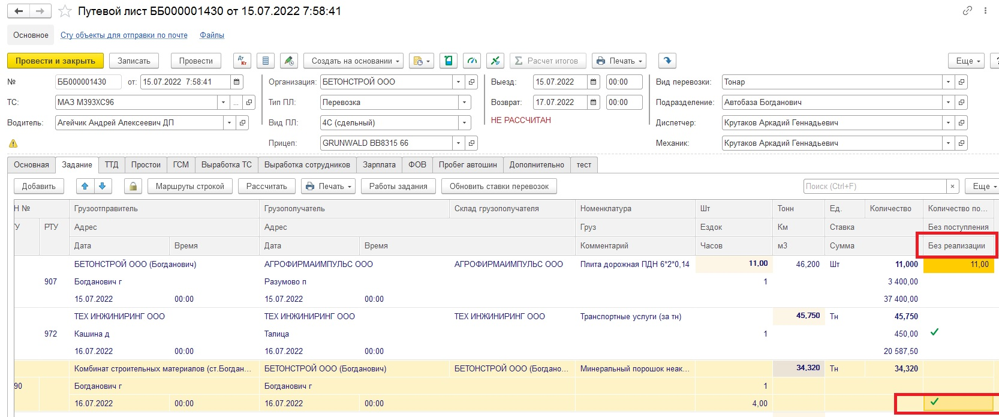 Путевой лист ББ000001430 от 15.07.2022 7:58:41
Основное Сту объекты для отправки по почте Файлы
Провести и закрыть Записать Провести Дт Кт Создать на основании Расчет итогов Печать Еще ?
№ ББ000001430 от: 15.07.2022 7:58:41 Организация: БЕТОНСТРОЙ ООО Выезд: 15.07.2022 00:00 Вид перевозки: Тонар
ТС: МАЗ М393ХС96 ... Тип ПЛ: Перевозка Возврат: 17.07.2022 00:00 Подразделение: Автобаза Богданович
Водитель: Агейчик Андрей Алексеевич ДП Вид ПЛ: 4С (сдельный) НЕ РАССЧИТАН Диспетчер: Крутаков Аркадий Геннадьевич
Прицеп: GRUNWALD ВВ8315 66 Механик: Крутаков Аркадий Геннадьевич
Основная Задание ТТД Простои ГСМ Выработка ТС Выработка сотрудников Зарплата ФОВ Пробег автошин Дополнительно тест
Добавить Маршруты строкой Рассчитать Печать Работы задания Обновить ставки перевозок Поиск (Ctrl+F) × Еще
Н № Грузоотправитель Грузополучатель Склад грузополучателя Номенклатура Шт Тонн Ед. Количество Количество по...
У РТУ Адрес Адрес Груз Ездок Км Ставка Без поступления
Дата Время Дата Время Комментарий Часов м3 Сумма Без реализации
БЕТОНСТРОЙ ООО (Богданович) АГРОФИРМАИМПУЛЬС ООО АГРОФИРМАИМПУЛЬС ООО Плита дорожная ПДН 6*2*0,14 11,00 46,200 Шт 11,000 11,00
907 Богданович г Разумово п 1 3 400,00
15.07.2022 00:00 15.07.2022 00:00 37 400,00
ТЕХ ИНЖИНИРИНГ ООО ТЕХ ИНЖИНИРИНГ ООО ТЕХ ИНЖИНИРИНГ ООО Транспортные услуги (за тн) 45,750 Тн 45,750
972 Кашина д Талица 1 450,00
16.07.2022 00:00 16.07.2022 00:00 20 587,50
Комбинат строительных материалов (ст.Богдан... БЕТОНСТРОЙ ООО (Богданович) БЕТОНСТРОЙ ООО (Богдано... Минеральный порошок неак... 34,320 Тн 34,320
90 Богданович г Богданович г 1
16.07.2022 00:00 16.07.2022 00:00 4,00